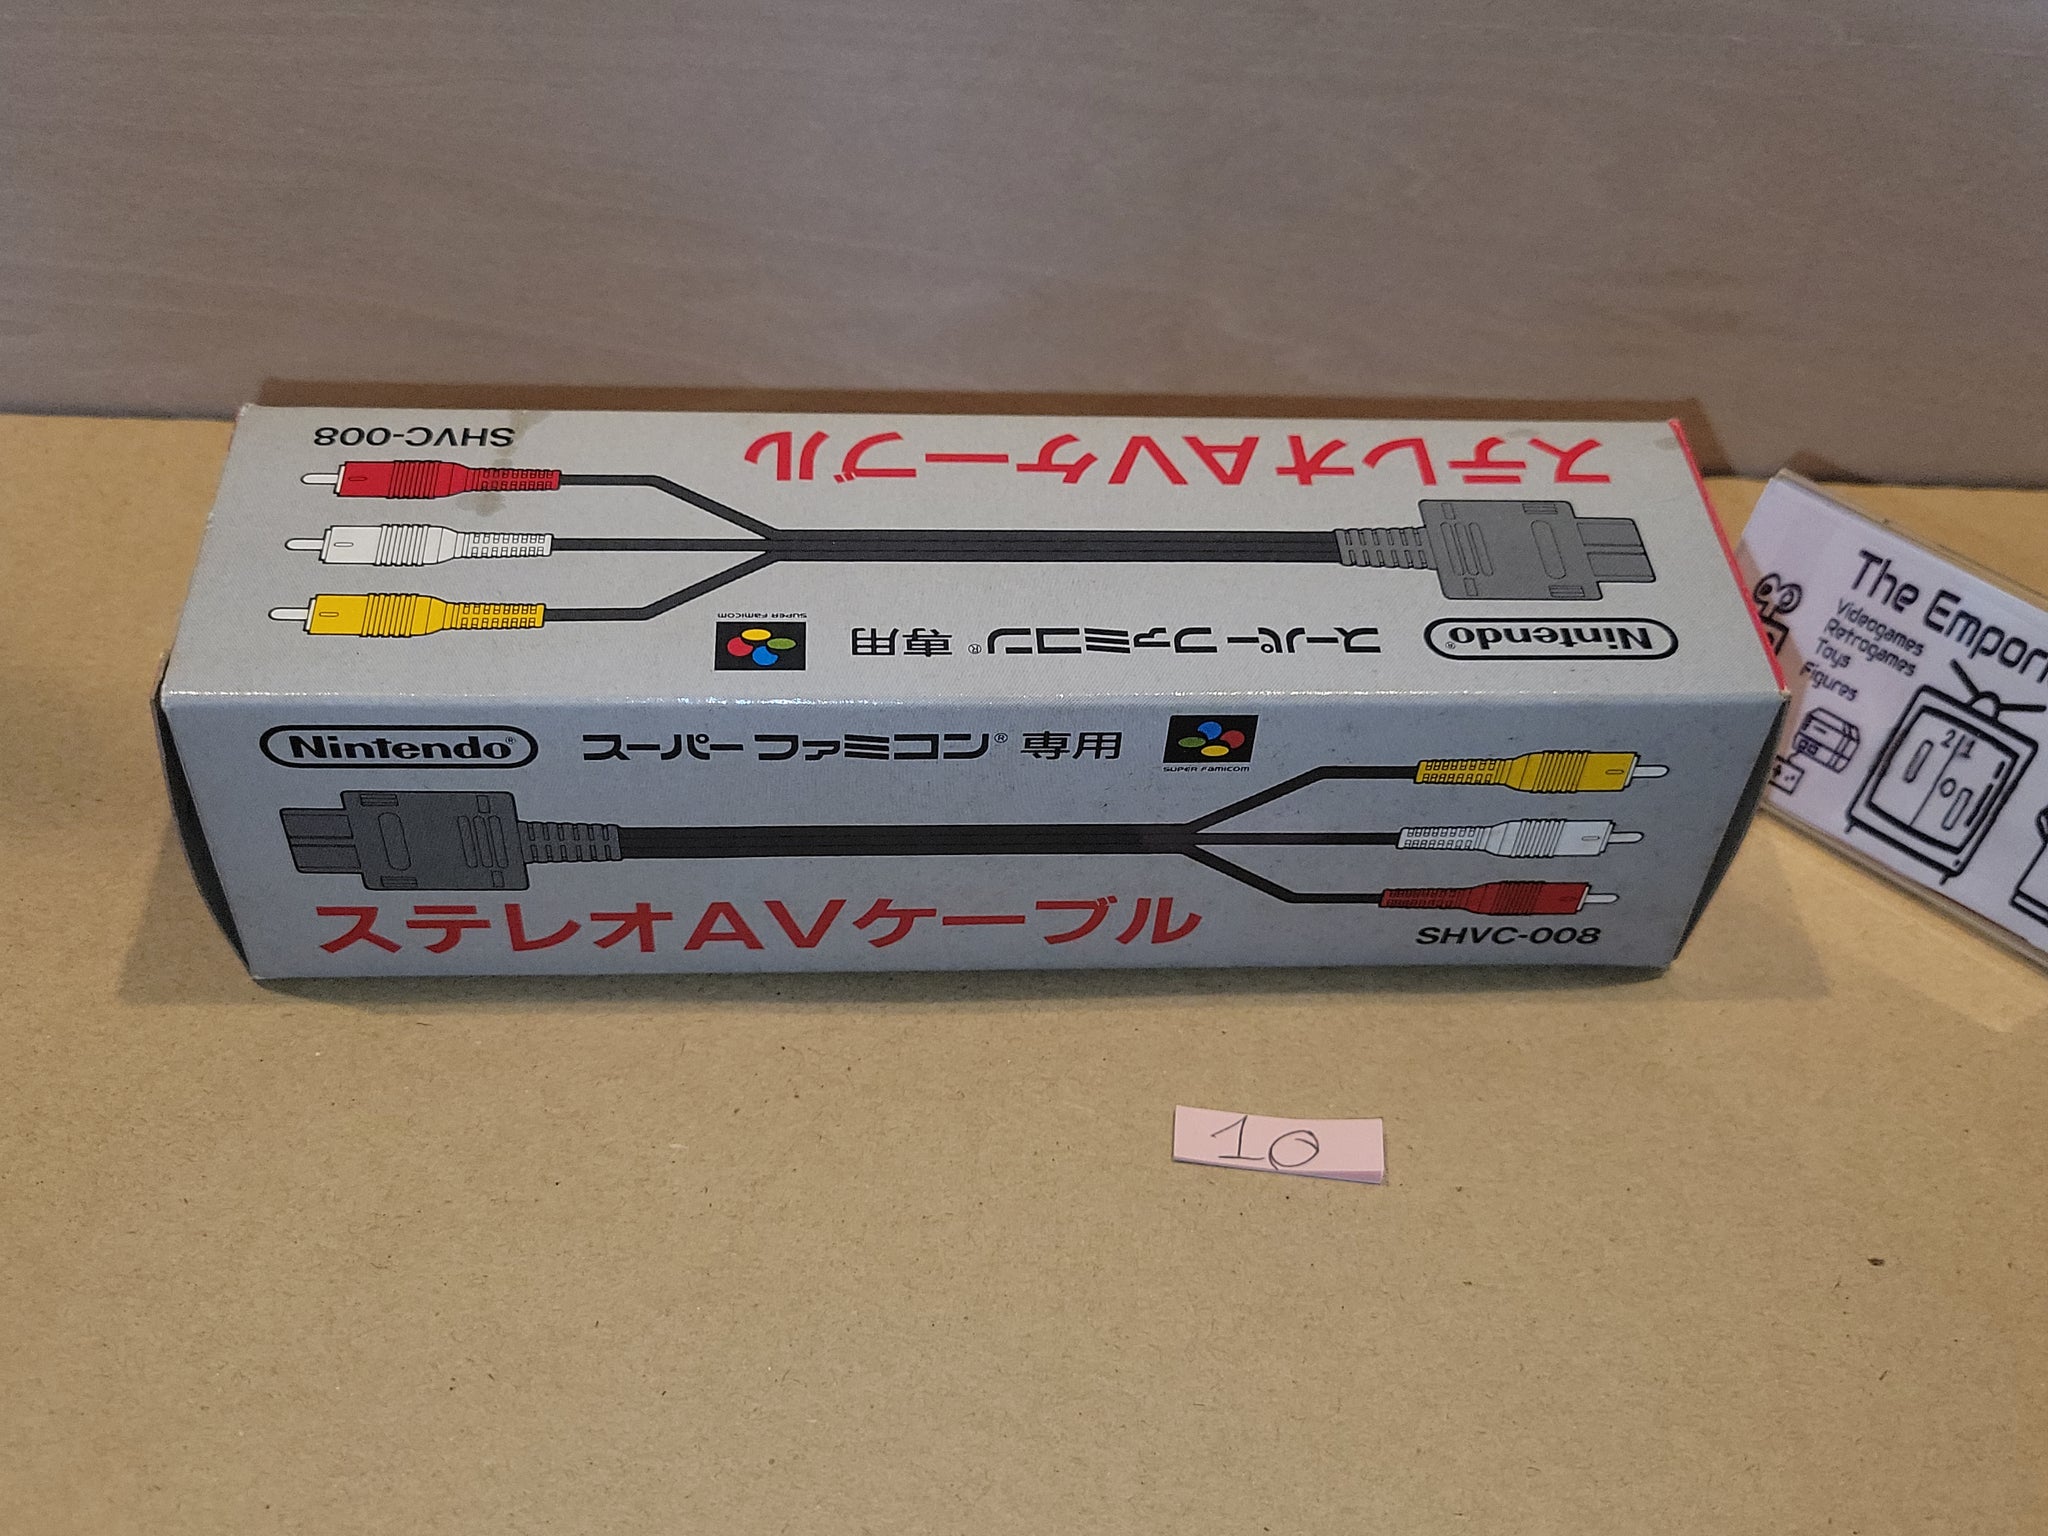 SHVC-008
ステレオAVケーブル
SUPER FAMICOM
スーパーファミコン® 専用
Nintendo®
Nintendo®
スーパーファミコン® 専用
SUPER FAMICOM
ステレオAVケーブル
SHVC-008
The Empor
Videogames
Retrogames
Toys
Figures
2 1
10